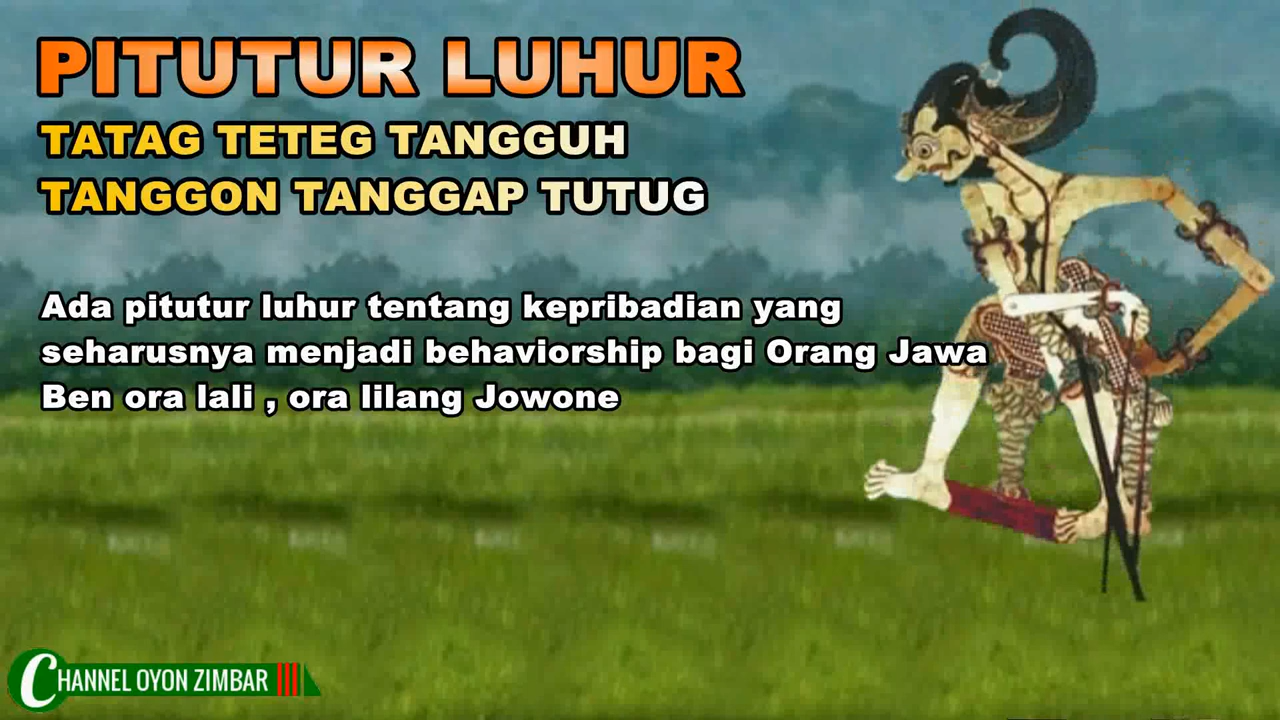 PITUTUR LUHUR
TATAG TETEG TANGGUH
TANGGON TANGGAP TUTUG
Ada pitutur luhur tentang kepribadian yang
seharusnya menjadi behaviorship bagi Orang Jawa
Ben ora lali , ora lilang Jowone
CHANNEL OYON ZIMBAR